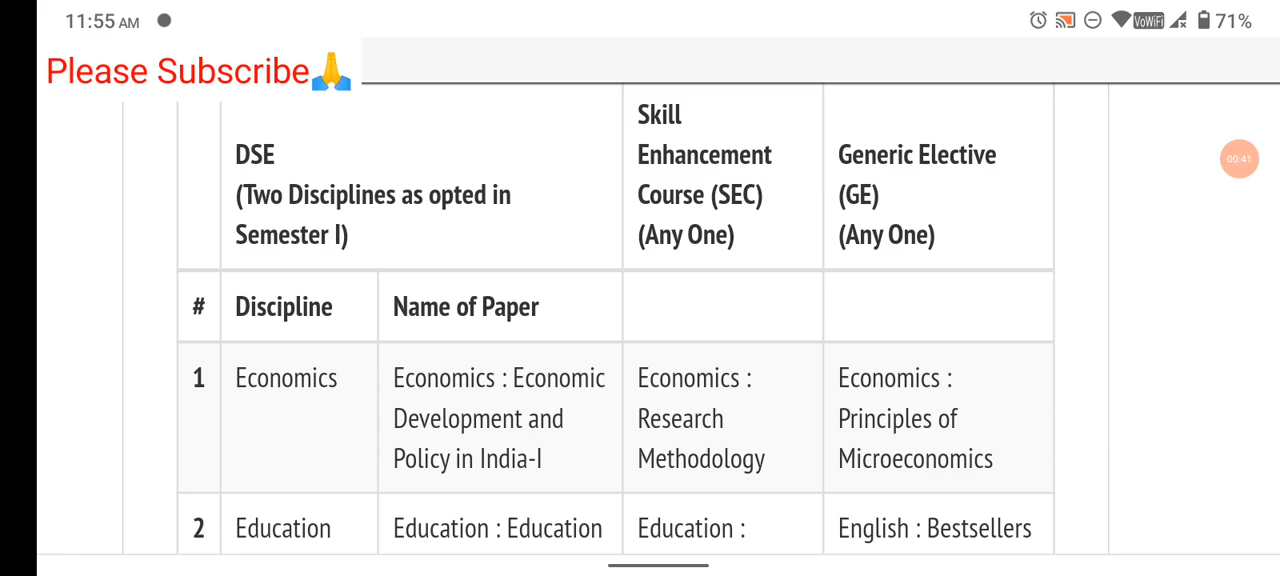 11:55 AM
VoWiFi
71%
Please Subscribe🙏
00:41
DSE
(Two Disciplines as opted in
Semester I)
Skill
Enhancement
Course (SEC)
(Any One)
Generic Elective
(GE)
(Any One)
#
Discipline
Name of Paper
1
Economics
Economics : Economic
Development and
Policy in India-I
Economics :
Research
Methodology
Economics :
Principles of
Microeconomics
2
Education
Education : Education
Education :
English : Bestsellers